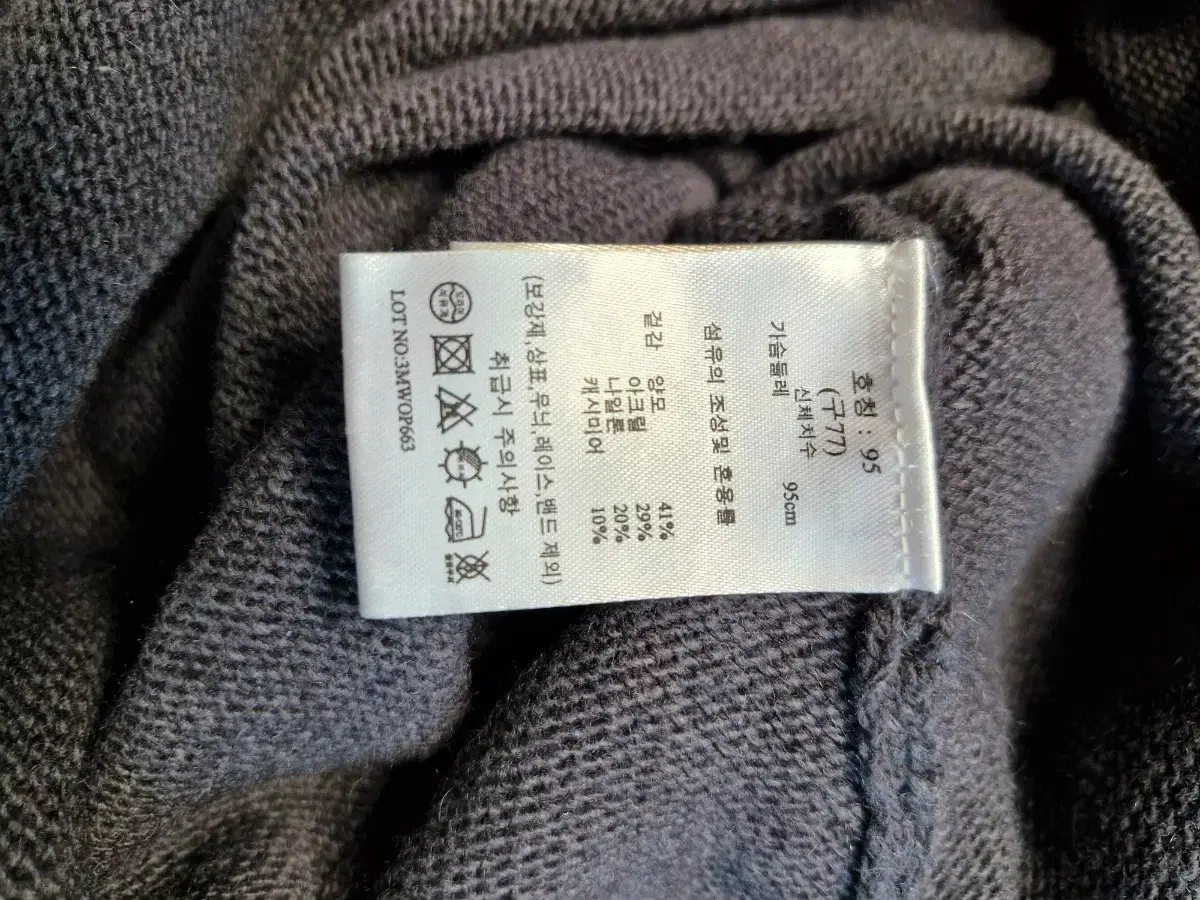 호칭 : 95
(구77)
신체치수
가슴둘레 95cm
섬유의 조성및 혼용률
겉감 양모 41%
아크릴 29%
나일론 20%
캐시미어 10%
(보강재,상표,무늬,레이스,밴드 제외)
취급시 주의사항
LOT NO:3MWOP663